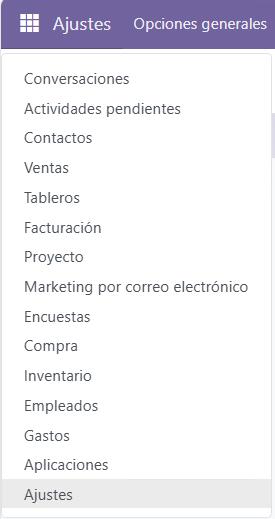 Ajustes Opciones generales
Conversaciones
Actividades pendientes
Contactos
Ventas
Tableros
Facturación
Proyecto
Marketing por correo electrónico
Encuestas
Compra
Inventario
Empleados
Gastos
Aplicaciones
Ajustes